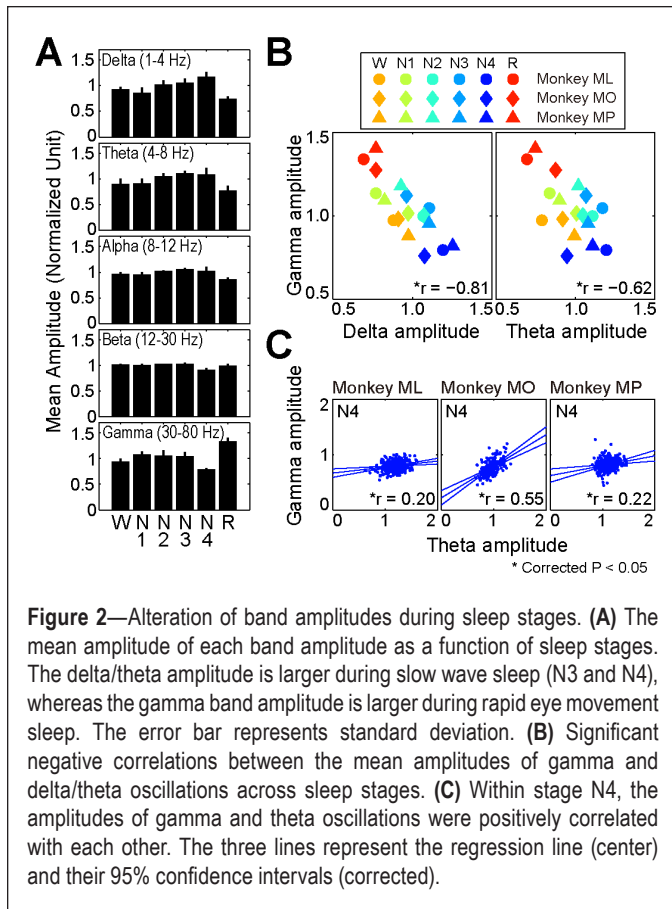 A
Delta (1-4 Hz)
1.5
1
0.5
0
Theta (4-8 Hz)
1.5
1
0.5
0
Alpha (8-12 Hz)
1.5
1
0.5
0
Beta (12-30 Hz)
1.5
1
0.5
0
Gamma (30-80 Hz)
1.5
1
0.5
0
W N N N N R
1 2 3 4
Mean Amplitude (Normalized Unit)
B
W N1 N2 N3 N4 R
Monkey ML
Monkey MO
Monkey MP
Gamma amplitude
1.5
1.0
0.5
*r = −0.81
*r = −0.62
0.5 1.0 1.5 0.5 1.0 1.5
Delta amplitude Theta amplitude
C
Monkey ML Monkey MO Monkey MP
Gamma amplitude
2
1
0
N4 N4 N4
*r = 0.20 *r = 0.55 *r = 0.22
0 1 2 0 1 2 0 1 2
Theta amplitude
* Corrected P < 0.05
Figure 2—Alteration of band amplitudes during sleep stages. (A) The
mean amplitude of each band amplitude as a function of sleep stages.
The delta/theta amplitude is larger during slow wave sleep (N3 and N4),
whereas the gamma band amplitude is larger during rapid eye movement
sleep. The error bar represents standard deviation. (B) Significant
negative correlations between the mean amplitudes of gamma and
delta/theta oscillations across sleep stages. (C) Within stage N4, the
amplitudes of gamma and theta oscillations were positively correlated
with each other. The three lines represent the regression line (center)
and their 95% confidence intervals (corrected).